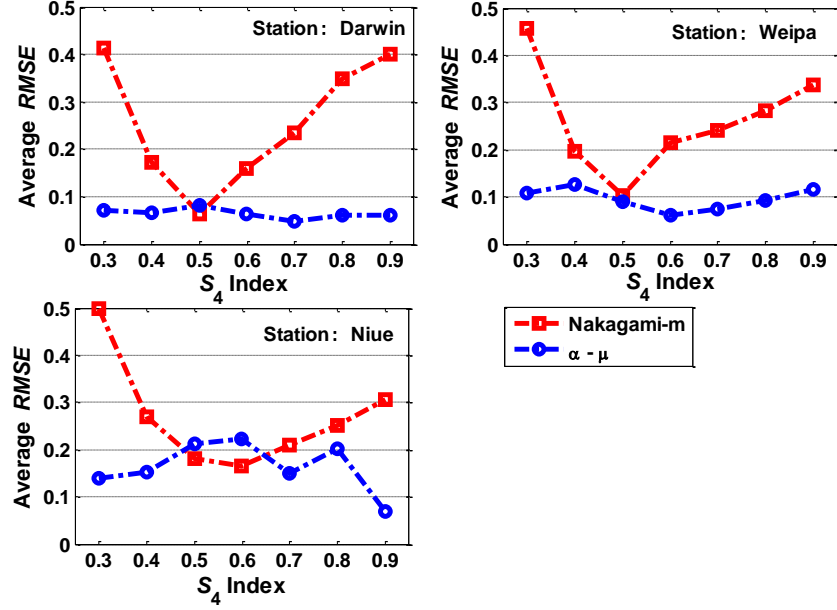 0.5
0.4
0.3
0.2
0.1
0
Average RMSE
Station: Darwin
0.3 0.4 0.5 0.6 0.7 0.8 0.9
S4 Index
0.5
0.4
0.3
0.2
0.1
0
Average RMSE
Station: Weipa
0.3 0.4 0.5 0.6 0.7 0.8 0.9
S4 Index
0.5
0.4
0.3
0.2
0.1
0
Average RMSE
Station: Niue
0.3 0.4 0.5 0.6 0.7 0.8 0.9
S4 Index
Nakagami-m
α - μ